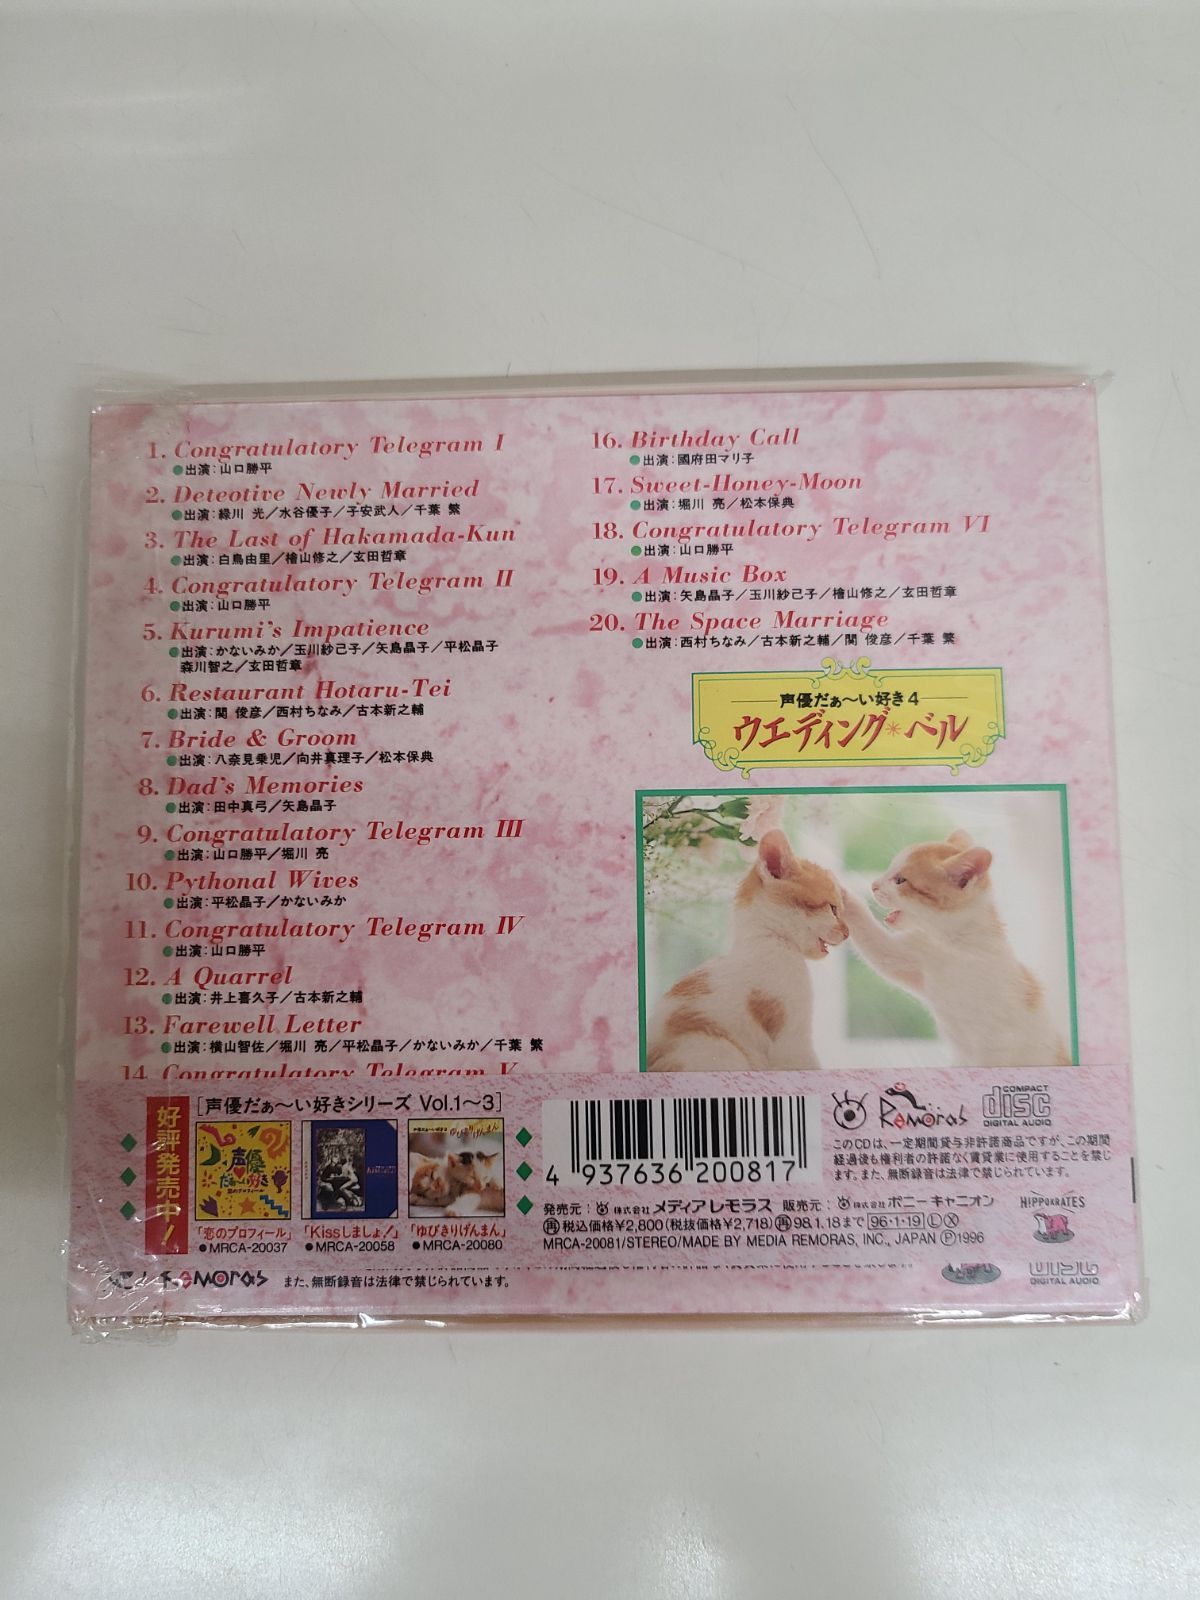 1. Congratulatory Telegram I
●出演:山口勝平
2. Deteotive Newly Married
●出演:緑川 光/水谷優子/子安武人/千葉 繁
3. The Last of Hakamada-Kun
●出演:白鳥由里/檜山修之/玄田哲章
4. Congratulatory Telegram II
●出演:山口勝平
5. Kurumi's Impatience
●出演:かないみか/玉川紗己子/矢島晶子/平松晶子
森川智之/玄田哲章
6. Restaurant Hotaru-Tei
●出演:関 俊彦/西村ちなみ/古本新之輔
7. Bride & Groom
●出演:八奈見乗児/向井真理子/松本保典
8. Dad's Memories
●出演:田中真弓/矢島晶子
9. Congratulatory Telegram III
●出演:山口勝平/堀川 亮
10. Pythonal Wives
●出演:平松晶子/かないみか
11. Congratulatory Telegram IV
●出演:山口勝平
12. A Quarrel
●出演:井上喜久子/古本新之輔
13. Farewell Letter
●出演:横山智佐/堀川 亮/平松晶子/かないみか/千葉 繁
14. Congratulatory Telegram V
16. Birthday Call
●出演:國府田マリ子
17. Sweet-Honey-Moon
●出演:堀川 亮/松本保典
18. Congratulatory Telegram VI
●出演:山口勝平
19. A Music Box
●出演:矢島晶子/玉川紗己子/檜山修之/玄田哲章
20. The Space Marriage
●出演:西村ちなみ/古本新之輔/関 俊彦/千葉 繁
声優だぁ〜い好き4
ウエディング*ベル
好評発売中!
[声優だぁ〜い好きシリーズ Vol.1〜3]
声優だぁ〜い好き
「恋のプロフィール」
●MRCA-20037
「Kissしましょ!」
●MRCA-20058
ゆびきりげんまん
「ゆびきりげんまん」
●MRCA-20080
4 937636 200817
Remoras
COMPACT disc DIGITAL AUDIO
このCDは、一定期間貸与非許諾商品ですが、この期間
経過後も権利者の許諾なく賃貸業に使用することを禁じ
ます。また、無断録音は法律で禁じられています。
発売元: 株式会社メディアレモラス 販売元: 株式会社ポニーキャニオン
再税込価格¥2,800(税抜価格¥2,718)再98.1.18まで 96・1・19 Ⓛ Ⓧ
MRCA-20081/STEREO/MADE BY MEDIA REMORAS, INC., JAPAN Ⓟ1996
HIPPOKRATES
Remoras
また、無断録音は法律で禁じられています。
DIGITAL AUDIO